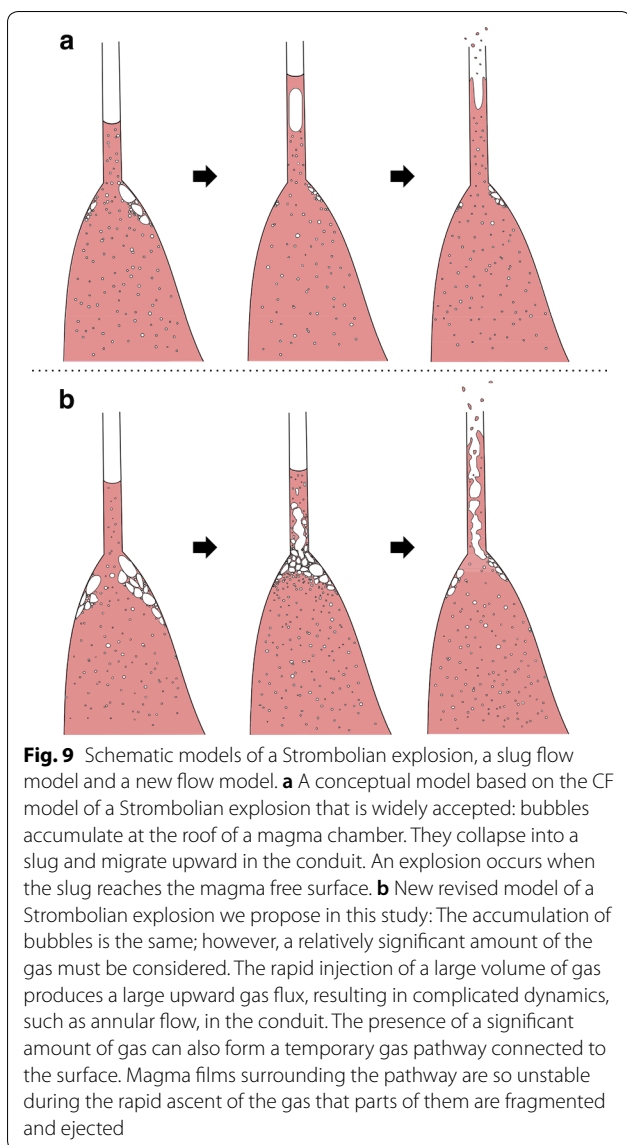 a
b
Fig. 9 Schematic models of a Strombolian explosion, a slug flow
model and a new flow model. a A conceptual model based on the CF
model of a Strombolian explosion that is widely accepted: bubbles
accumulate at the roof of a magma chamber. They collapse into a
slug and migrate upward in the conduit. An explosion occurs when
the slug reaches the magma free surface. b New revised model of a
Strombolian explosion we propose in this study: The accumulation of
bubbles is the same; however, a relatively significant amount of the
gas must be considered. The rapid injection of a large volume of gas
produces a large upward gas flux, resulting in complicated dynamics,
such as annular flow, in the conduit. The presence of a significant
amount of gas can also form a temporary gas pathway connected to
the surface. Magma films surrounding the pathway are so unstable
during the rapid ascent of the gas that parts of them are fragmented
and ejected